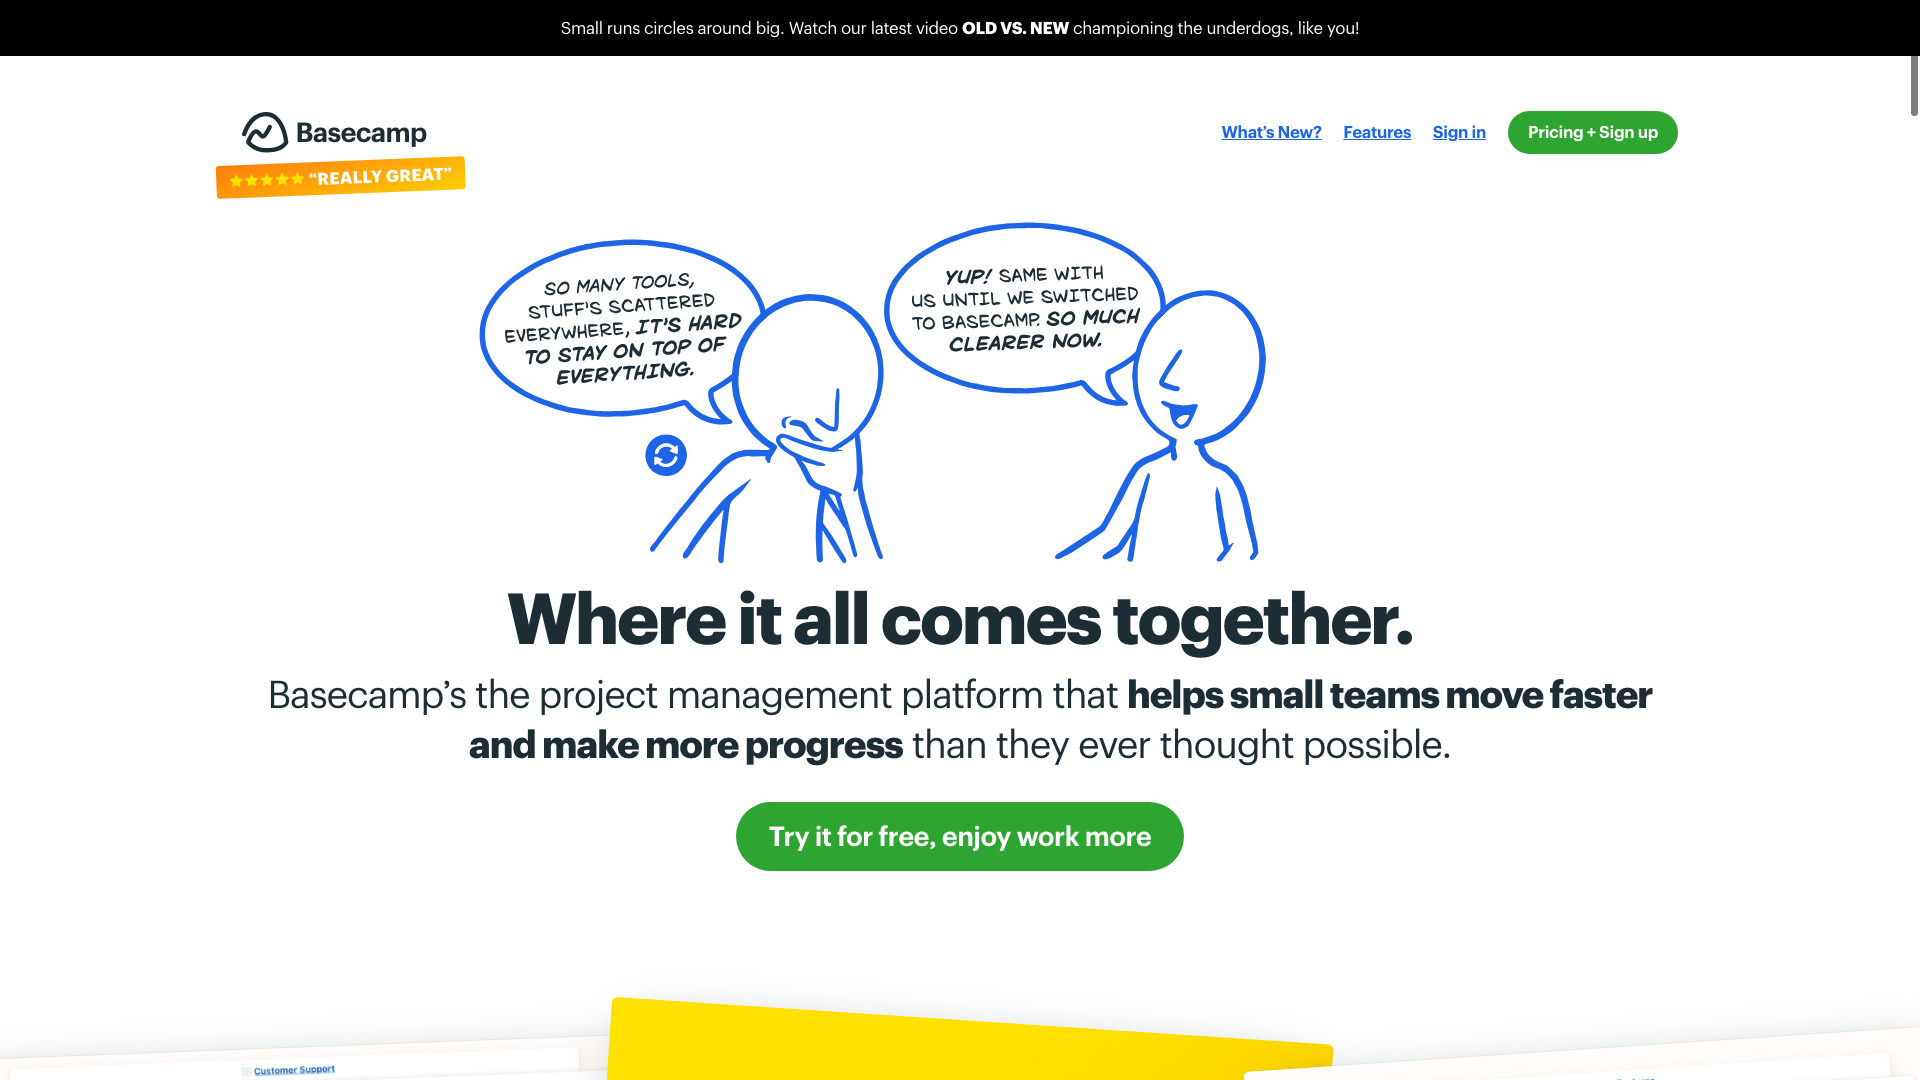 Small runs circles around big. Watch our latest video OLD VS. NEW championing the underdogs, like you!
Basecamp
What's New?
Features
Sign in
Pricing + Sign up
“REALLY GREAT”
SO MANY TOOLS,
STUFF'S SCATTERED
EVERYWHERE, IT'S HARD
TO STAY ON TOP OF
EVERYTHING.
YUP! SAME WITH
US UNTIL WE SWITCHED
TO BASECAMP. SO MUCH
CLEARER NOW.
Where it all comes together.
Basecamp’s the project management platform that helps small teams move faster
and make more progress than they ever thought possible.
Try it for free, enjoy work more
Customer Support